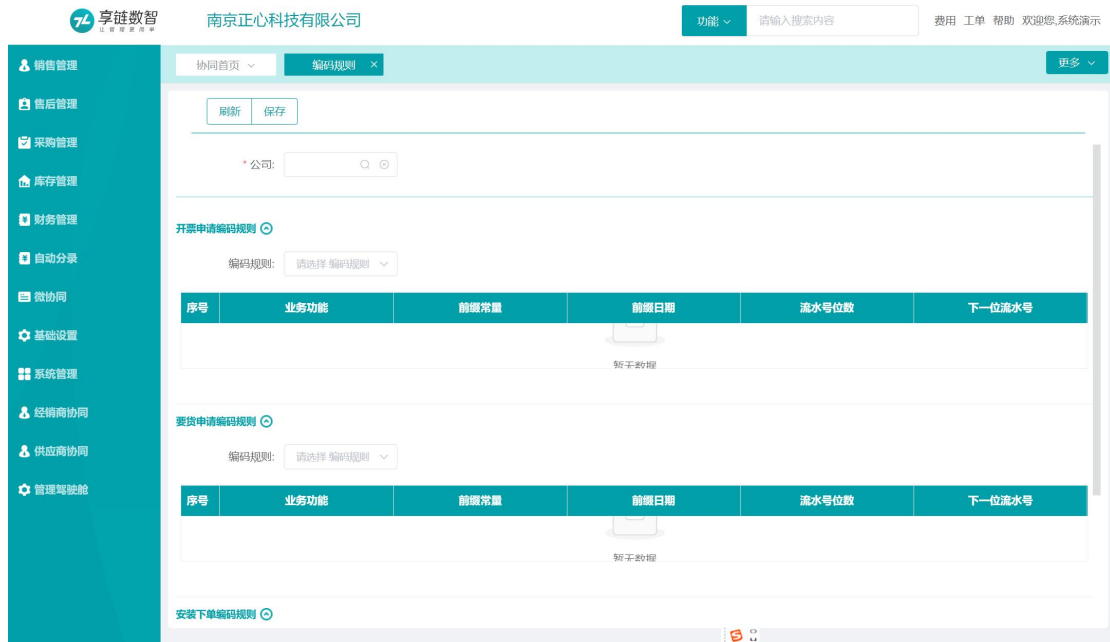 享链数智
让管理更简单
南京正心科技有限公司
功能
请输入搜索内容
费用 工单 帮助 欢迎您,系统演示
销售管理
售后管理
采购管理
库存管理
财务管理
自动分录
微协同
基础设置
系统管理
经销商协同
供应商协同
管理驾驶舱
协同首页
编码规则 ×
更多
刷新 保存
* 公司:
开票申请编码规则
编码规则: 请选择 编码规则
序号 业务功能 前缀常量 前缀日期 流水号位数 下一位流水号
暂无数据
要货申请编码规则
编码规则: 请选择 编码规则
序号 业务功能 前缀常量 前缀日期 流水号位数 下一位流水号
暂无数据
安装下单编码规则